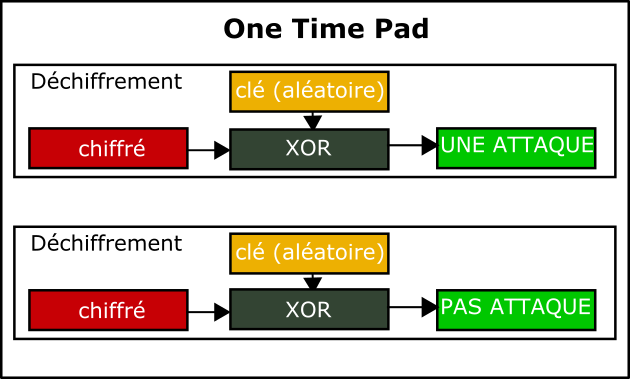 One Time Pad
Déchiffrement
clé (aléatoire)
chiffré
XOR
UNE ATTAQUE
Déchiffrement
clé (aléatoire)
chiffré
XOR
PAS ATTAQUE